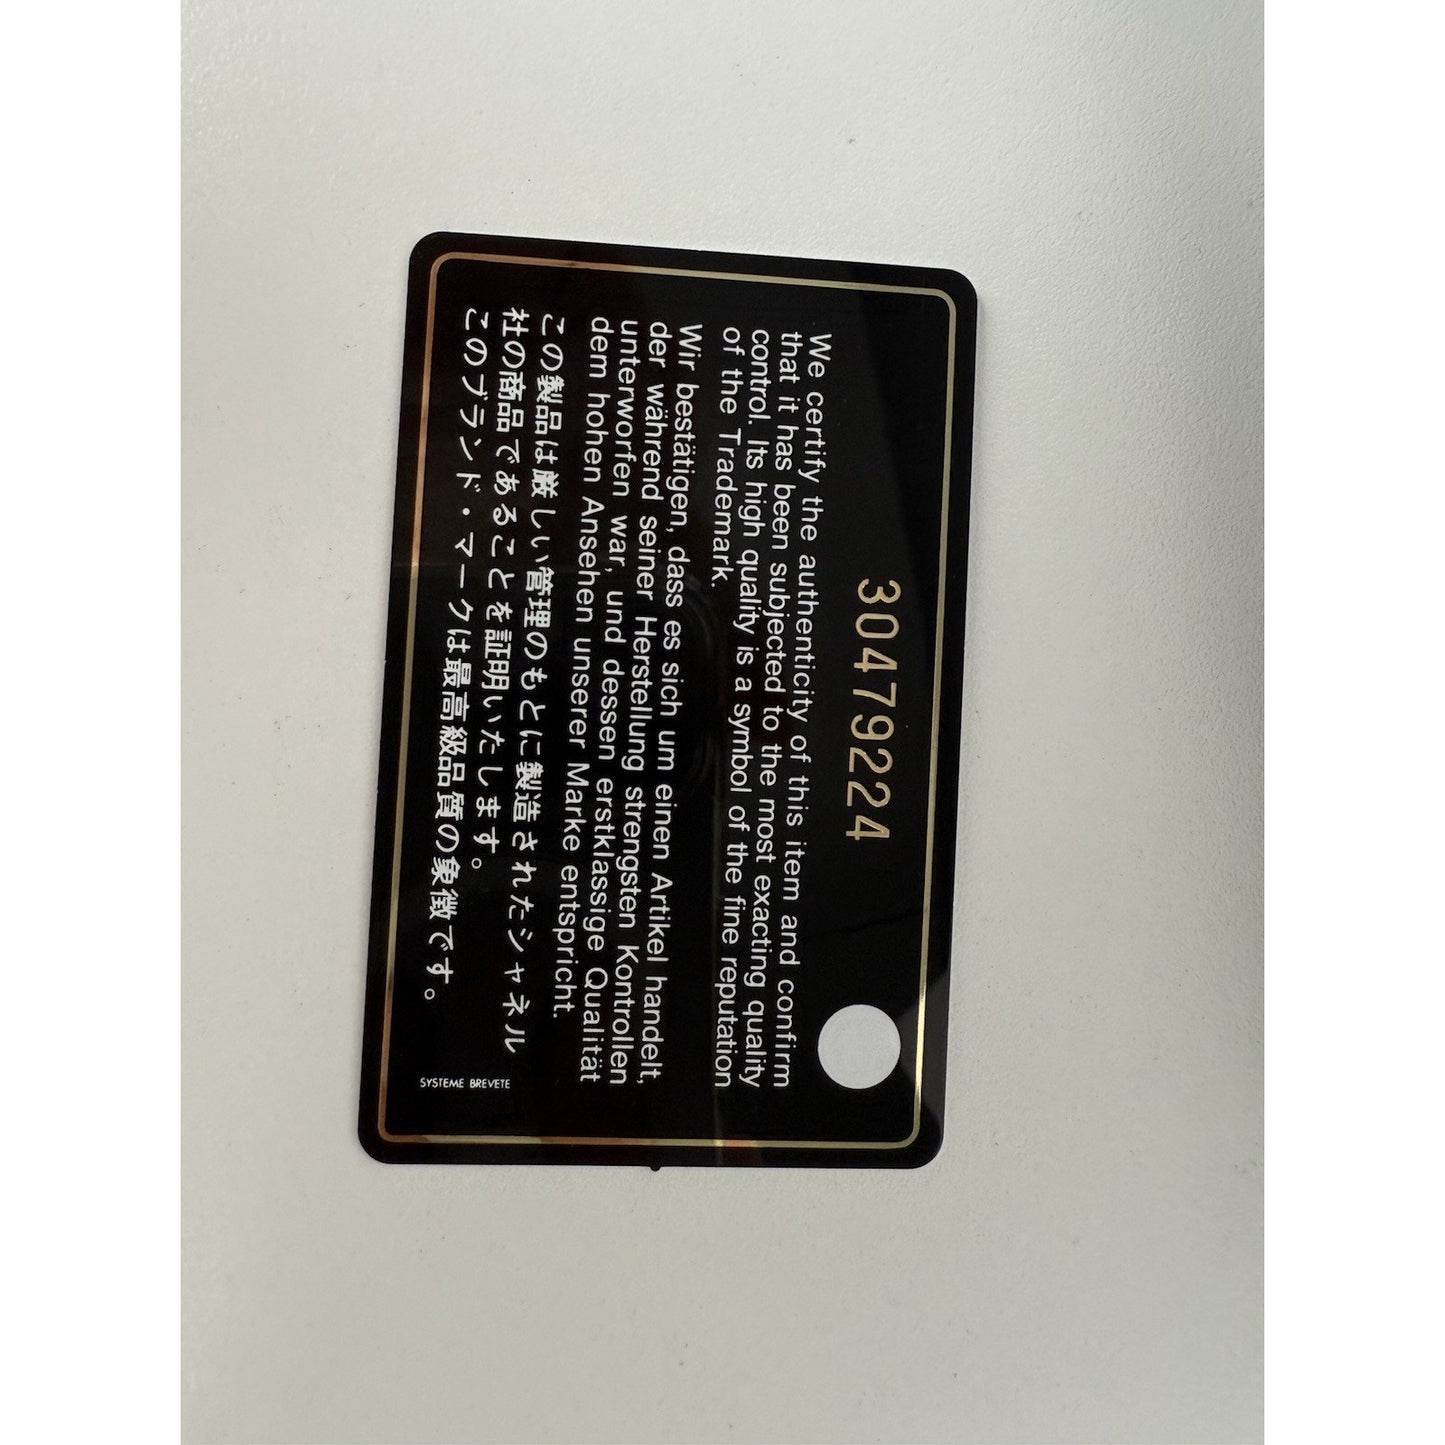 30479224
We certify the authenticity of this item and confirm
that it has been subjected to the most exacting quality
control. Its high quality is a symbol of the fine reputation
of the Trademark.
Wir bestätigen, dass es sich um einen Artikel handelt,
der während seiner Herstellung strengsten Kontrollen
unterworfen war, und dessen erstklassige Qualität
dem hohen Ansehen unserer Marke entspricht.
この製品は厳しい管理のもとに製造されたシャネル
社の商品であることを証明いたします。
このブランド・マークは最高級品質の象徴です。
SYSTEME BREVETE